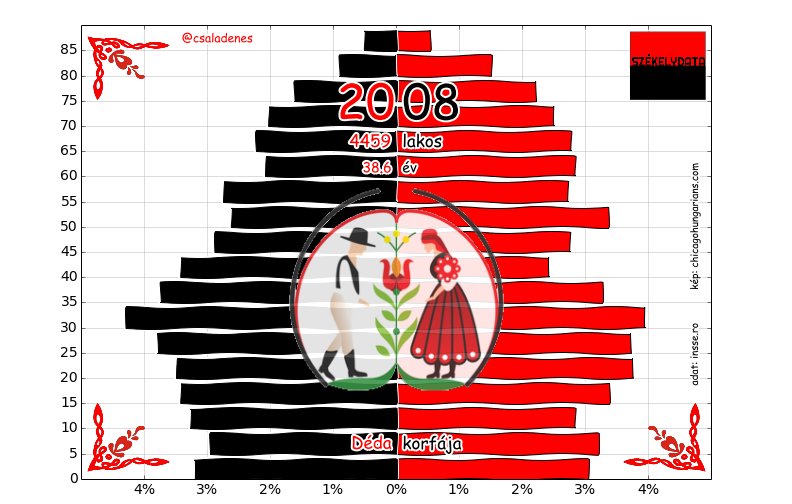 @csaladenes
SZÉKELYDATA
2008
4459 lakos
38.6 év
kép: chicagohungarians.com
adat: insse.ro
Déda korfája
85
80
75
70
65
60
55
50
45
40
35
30
25
20
15
10
5
0
4% 3% 2% 1% 0% 1% 2% 3% 4%